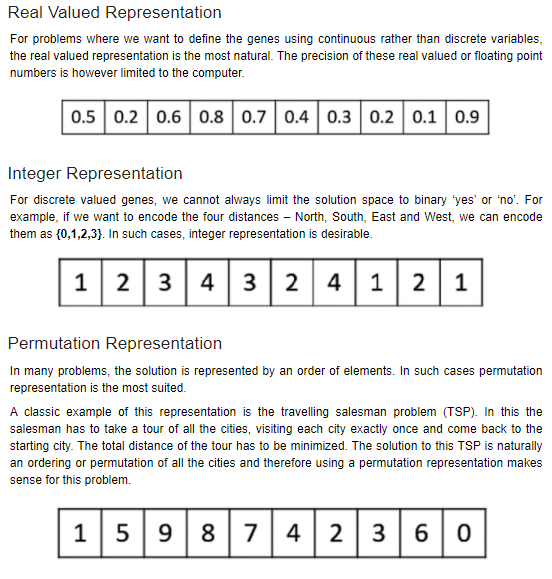 Real Valued Representation
For problems where we want to define the genes using continuous rather than discrete variables,
the real valued representation is the most natural. The precision of these real valued or floating point
numbers is however limited to the computer.
0.5 0.2 0.6 0.8 0.7 0.4 0.3 0.2 0.1 0.9
Integer Representation
For discrete valued genes, we cannot always limit the solution space to binary ‘yes’ or ‘no’. For
example, if we want to encode the four distances – North, South, East and West, we can encode
them as {0,1,2,3}. In such cases, integer representation is desirable.
1 2 3 4 3 2 4 1 2 1
Permutation Representation
In many problems, the solution is represented by an order of elements. In such cases permutation
representation is the most suited.
A classic example of this representation is the travelling salesman problem (TSP). In this the
salesman has to take a tour of all the cities, visiting each city exactly once and come back to the
starting city. The total distance of the tour has to be minimized. The solution to this TSP is naturally
an ordering or permutation of all the cities and therefore using a permutation representation makes
sense for this problem.
1 5 9 8 7 4 2 3 6 0